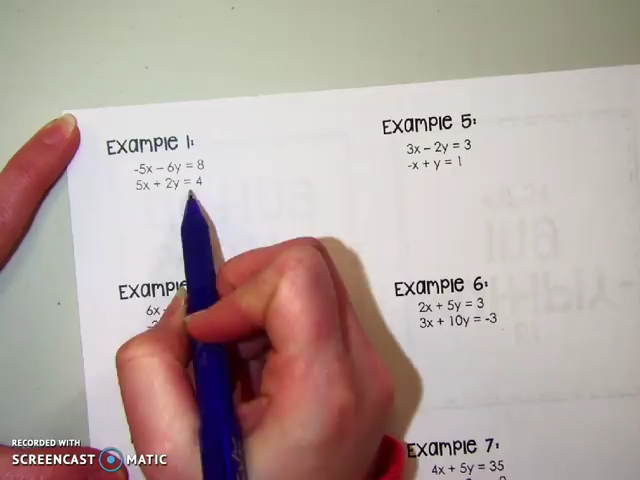 Example 1:
-5x – 6y = 8
5x + 2y = 4
Example 5:
3x – 2y = 3
-x + y = 1
6x
Example 6:
2x + 5y = 3
3x + 10y = -3
Example 7:
4x + 5y = 35
RECORDED WITH
SCREENCAST MATIC